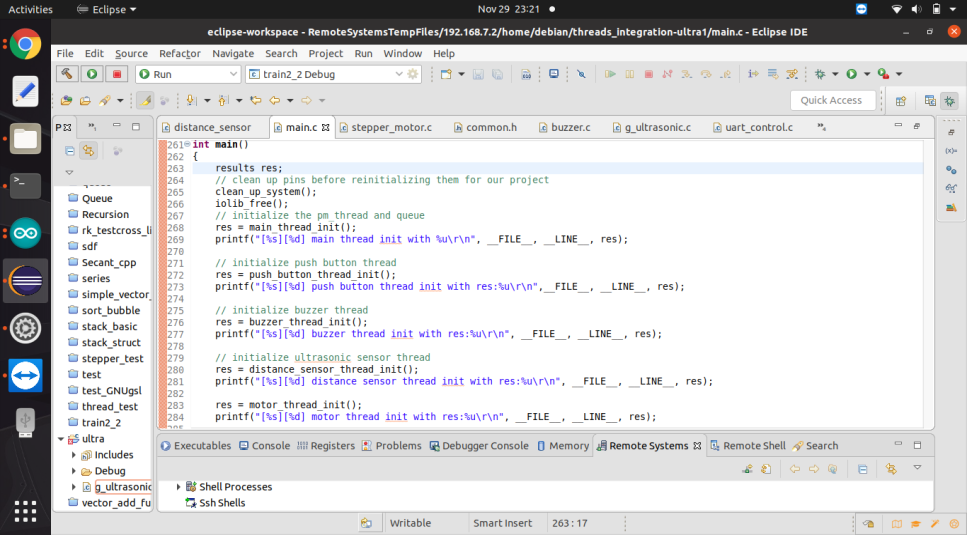 Activities
Eclipse
Nov 29 23:21
eclipse-workspace - RemoteSystemsTempFiles/192.168.7.2/home/debian/threads_integration-ultra1/main.c - Eclipse IDE
File Edit Source Refactor Navigate Search Project Run Window Help
Run
train2_2 Debug
Quick Access
P
distance_sensor
main.c
stepper_motor.c
common.h
buzzer.c
g_ultrasonic.c
uart_control.c
Queue
Recursion
rk_testcross_li
sdf
Secant_cpp
series
simple_vector_
sort_bubble
stack_basic
stack_struct
stepper_test
test
test_GNUgsl
thread_test
train2_2
ultra
Includes
Debug
g_ultrasonic
vector_add_fu
261 int main()
262 {
263 results res;
264 // clean up pins before reinitializing them for our project
265 clean_up_system();
266 iolib_free();
267 // initialize the pm_thread and queue
268 res = main_thread_init();
269 printf("[%s][%d] main thread init with %u\r\n", __FILE__, __LINE__, res);
270
271 // initialize push button thread
272 res = push_button_thread_init();
273 printf("[%s][%d] push button thread init with res:%u\r\n",__FILE__, __LINE__, res);
274
275 // initialize buzzer thread
276 res = buzzer_thread_init();
277 printf("[%s][%d] buzzer thread init with res:%u\r\n", __FILE__, __LINE__, res);
278
279 // initialize ultrasonic sensor thread
280 res = distance_sensor_thread_init();
281 printf("[%s][%d] distance sensor thread init with res:%u\r\n", __FILE__, __LINE__, res);
282
283 res = motor_thread_init();
284 printf("[%s][%d] motor thread init with res:%u\r\n", __FILE__, __LINE__, res);
Executables
Console
Registers
Problems
Debugger Console
Memory
Remote Systems
Remote Shell
Search
Shell Processes
Ssh Shells
Writable
Smart Insert
263 : 17